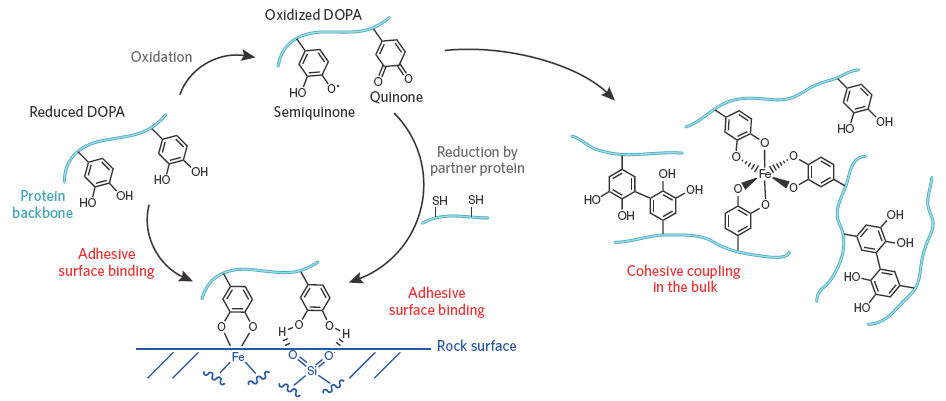 Oxidized DOPA
Oxidation
HO
O·
Semiquinone
O
O
Quinone
Reduced DOPA
HO
OH
HO
OH
Protein
backbone
Reduction by
partner protein
SH
SH
Adhesive
surface binding
Adhesive
surface binding
O
O
H
O
O
H
Fe
O
O-
Si
Rock surface
HO
OH
OH
HO
OH
OH
O
O
O
O
Fe
O
O
HO
OH
Cohesive coupling
in the bulk
OH
OH
HO
HO